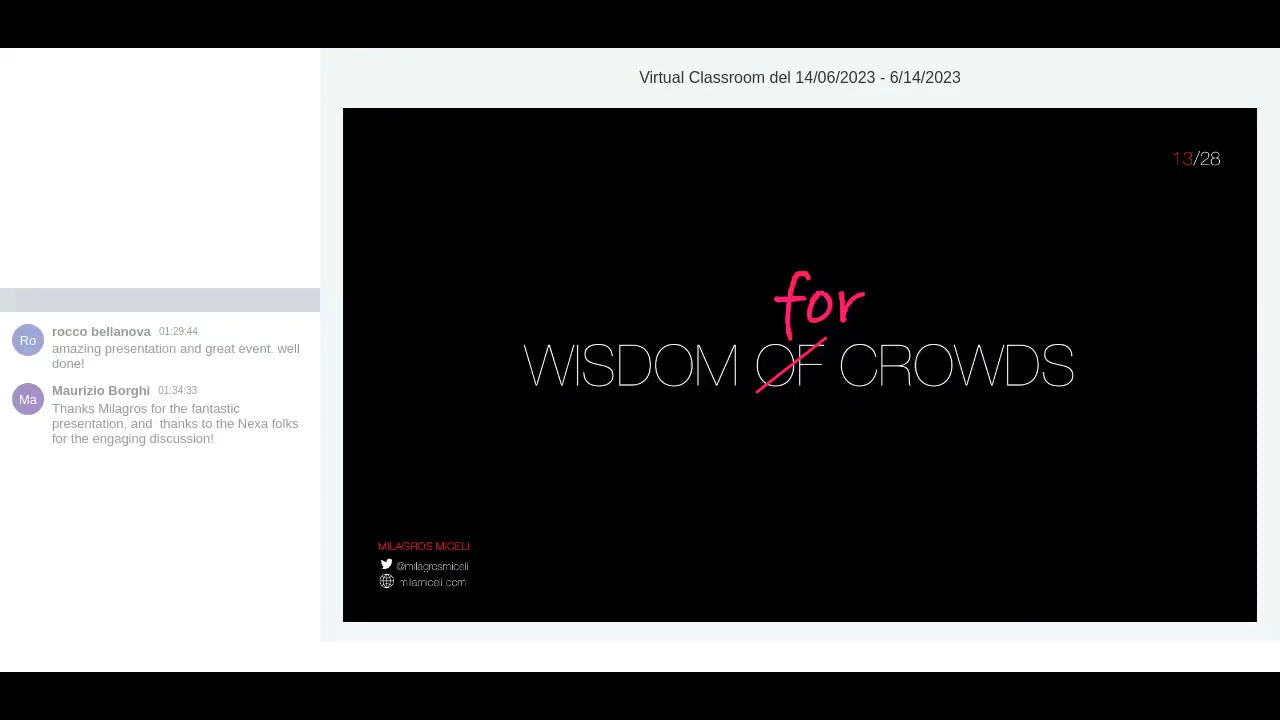 Virtual Classroom del 14/06/2023 - 6/14/2023
13/28
for
WISDOM OF CROWDS
MILAGROS MICELI
@milagrosmiceli
milamiceli.com
Ro
rocco bellanova 01:29:44
amazing presentation and great event. well
done!
Ma
Maurizio Borghi 01:34:33
Thanks Milagros for the fantastic
presentation, and  thanks to the Nexa folks
for the engaging discussion!